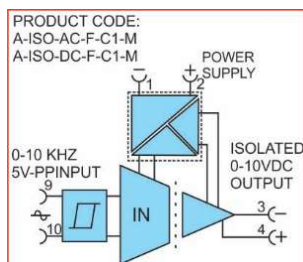 PRODUCT CODE:
A-ISO-AC-F-C1-M
A-ISO-DC-F-C1-M
POWER
SUPPLY
− +
1 2
0-10 KHZ
5V-PPINPUT
ISOLATED
0-10VDC
OUTPUT
9
IN
3 −
10
4 +